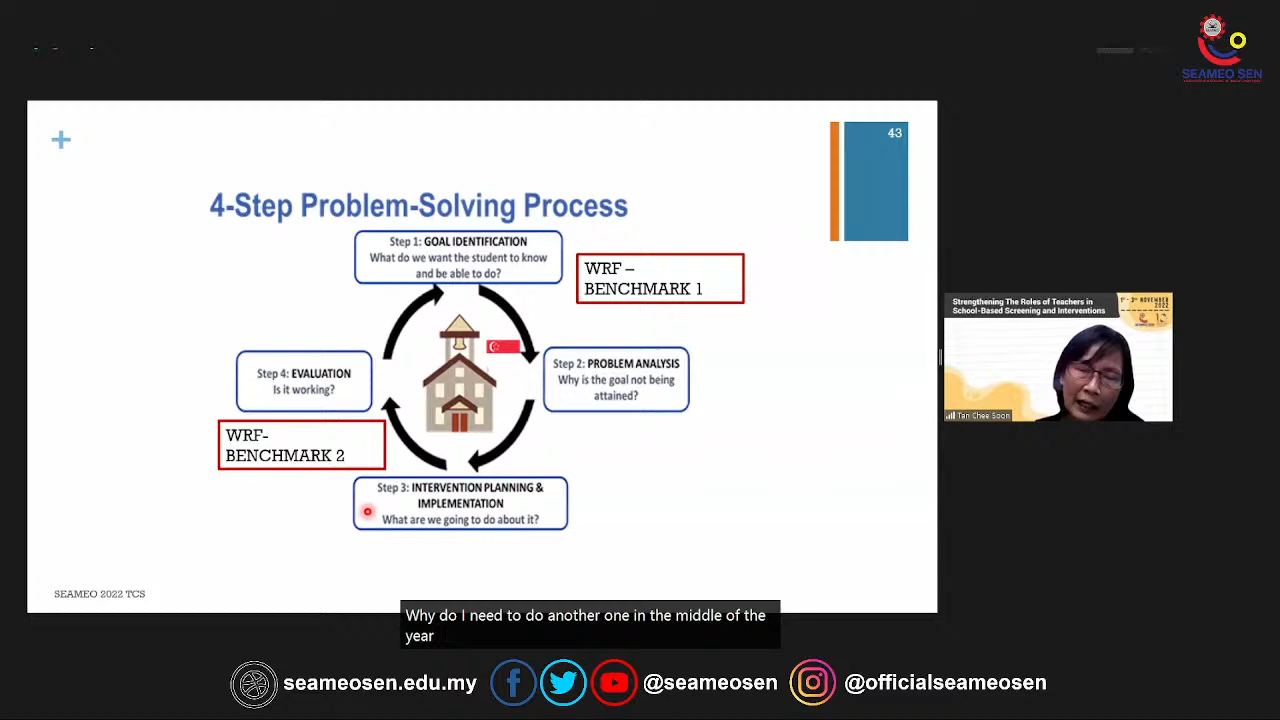 SEAMEO SEN
43
4-Step Problem-Solving Process
Step 1: GOAL IDENTIFICATION
What do we want the student to know
and be able to do?
WRF –
BENCHMARK 1
Step 2: PROBLEM ANALYSIS
Why is the goal not being
attained?
Step 4: EVALUATION
Is it working?
WRF-
BENCHMARK 2
Step 3: INTERVENTION PLANNING &
IMPLEMENTATION
What are we going to do about it?
SEAMEO 2022 TCS
Strengthening The Roles of Teachers in
School-Based Screening and Interventions
1st - 3rd NOVEMBER
2022
Tan Chee Soon
Why do I need to do another one in the middle of the
year
seameosen.edu.my
@seameosen
@officialseameosen